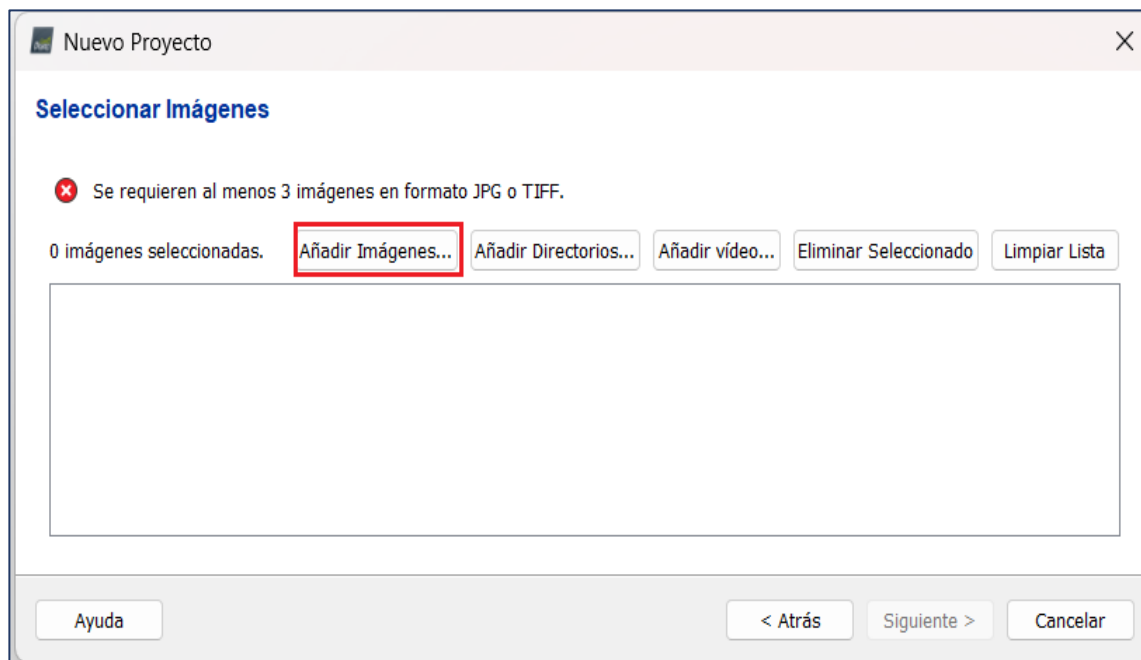 Nuevo Proyecto
Seleccionar Imágenes
Se requieren al menos 3 imágenes en formato JPG o TIFF.
0 imágenes seleccionadas. Añadir Imágenes... Añadir Directorios... Añadir vídeo... Eliminar Seleccionado Limpiar Lista
Ayuda < Atrás Siguiente > Cancelar